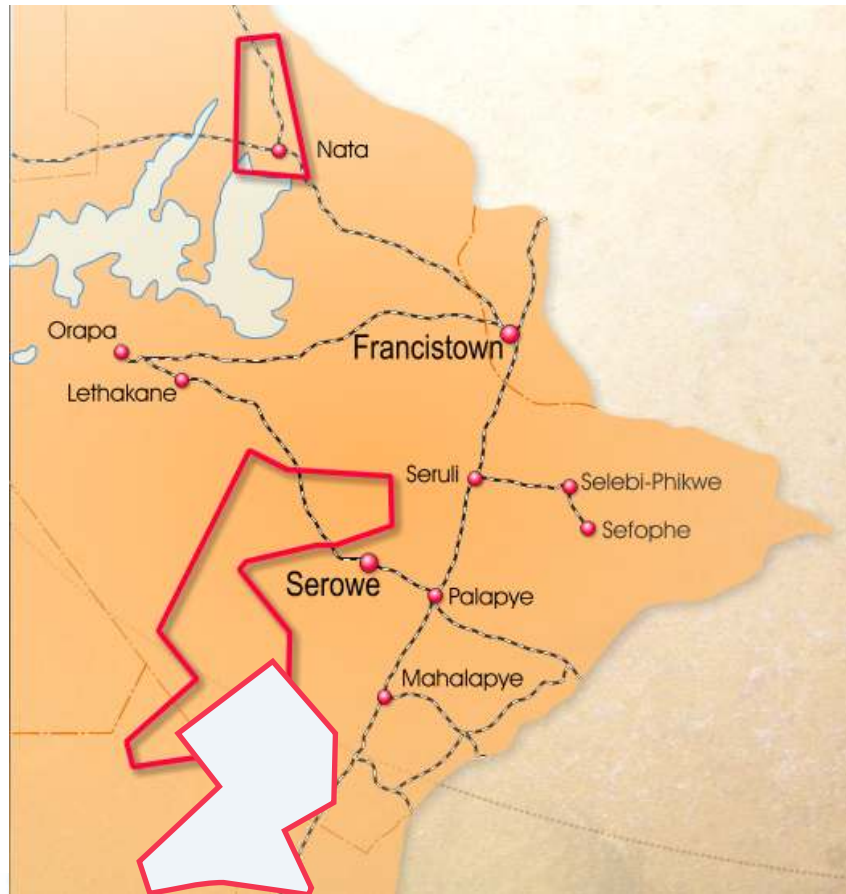 Nata
Orapa
Francistown
Lethakane
Seruli
Selebi-Phikwe
Sefophe
Serowe
Palapye
Mahalapye